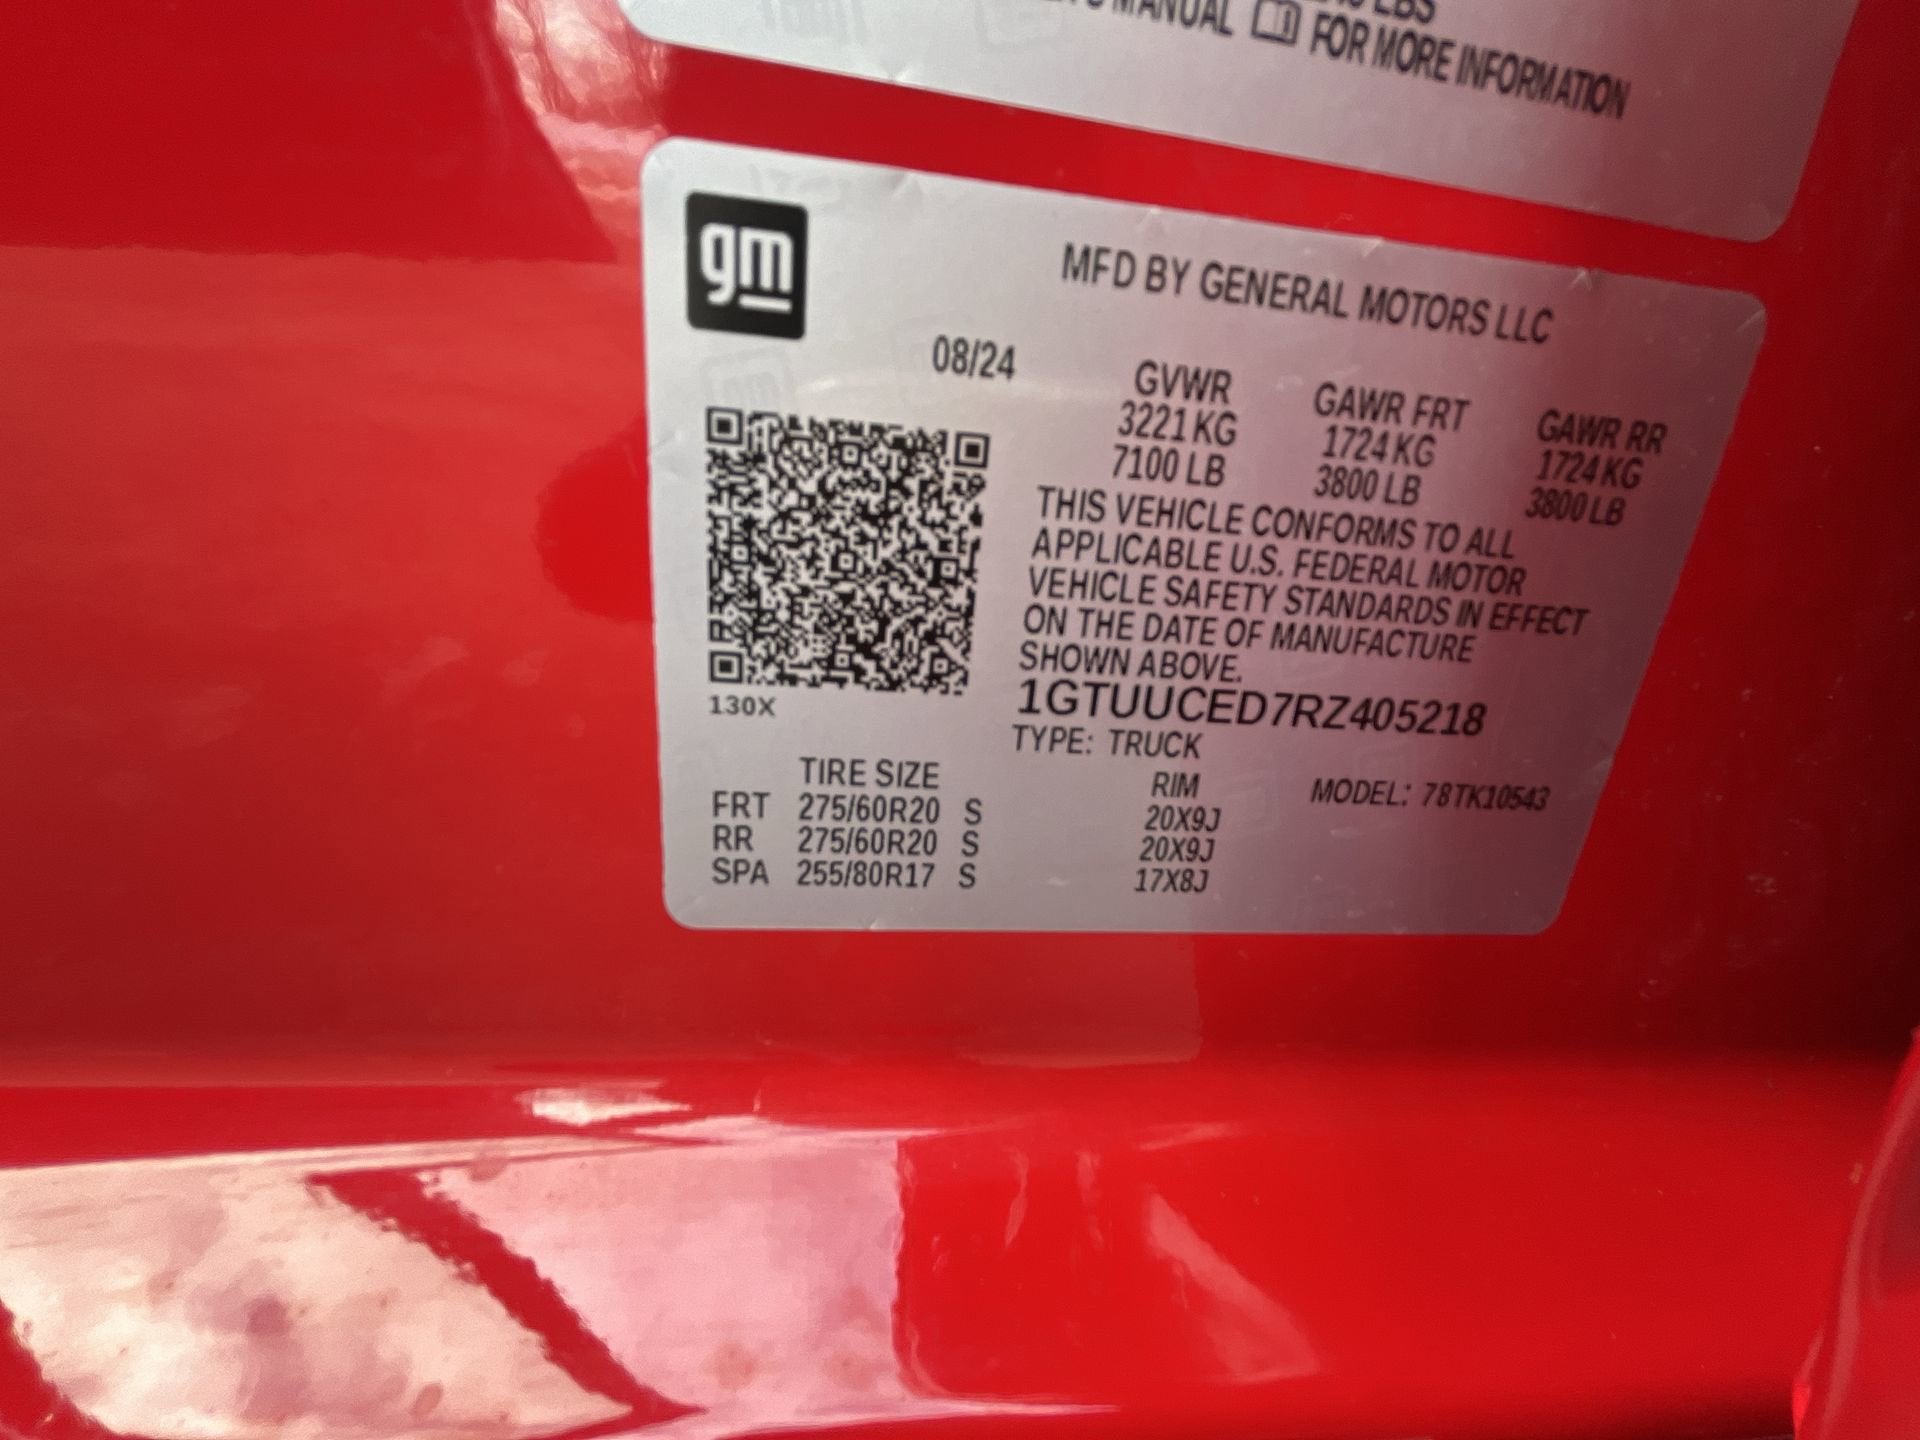 MANUAL FOR MORE INFORMATION
gm
MFD BY GENERAL MOTORS LLC
08/24
GVWR GAWR FRT GAWR RR
3221 KG 1724 KG 1724 KG
7100 LB 3800 LB 3800 LB
THIS VEHICLE CONFORMS TO ALL
APPLICABLE U.S. FEDERAL MOTOR
VEHICLE SAFETY STANDARDS IN EFFECT
ON THE DATE OF MANUFACTURE
SHOWN ABOVE.
130X
1GTUUCED7RZ405218
TYPE: TRUCK
TIRE SIZE RIM MODEL: 78TK10543
FRT 275/60R20 S 20X9J
RR 275/60R20 S 20X9J
SPA 255/80R17 S 17X8J